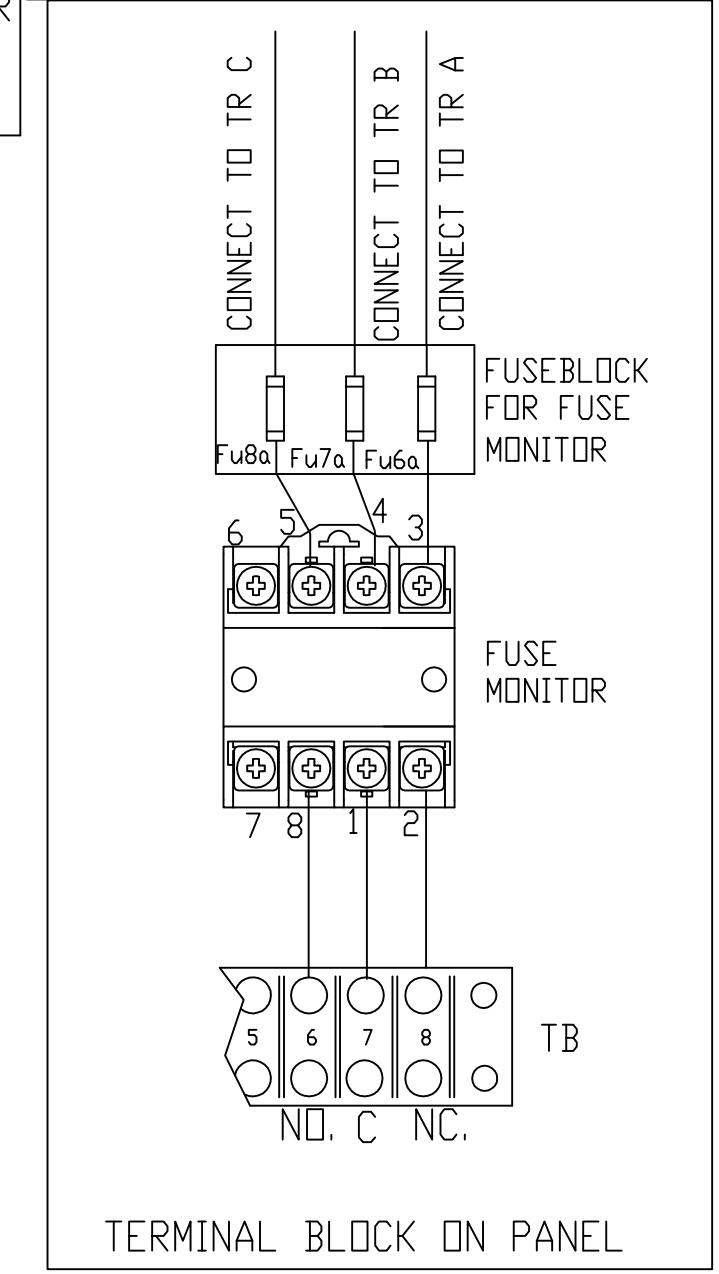 CONNECT TO TR C
CONNECT TO TR B
CONNECT TO TR A
FUSEBLOCK
FOR FUSE
MONITOR
Fu8a Fu7a Fu6a
6 5 4 3
FUSE
MONITOR
7 8 1 2
5 6 7 8
TB
NO. C NC.
TERMINAL BLOCK ON PANEL